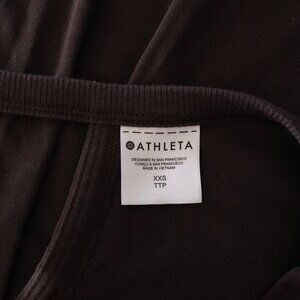 ATHLETA
DESIGNED IN SAN FRANCISCO
CONÇU À SAN FRANCISCO
MADE IN VIETNAM
XXS
TTP